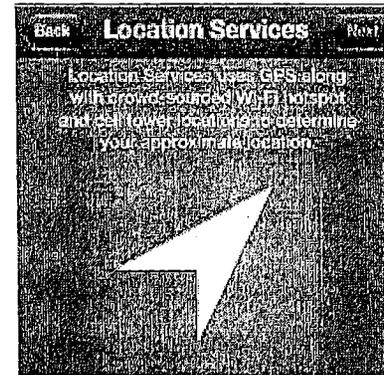 Back Location Services Next
Location Services uses GPS along
with crowd-sourced Wi-Fi hotspot
and cell tower locations to determine
your approximate location.